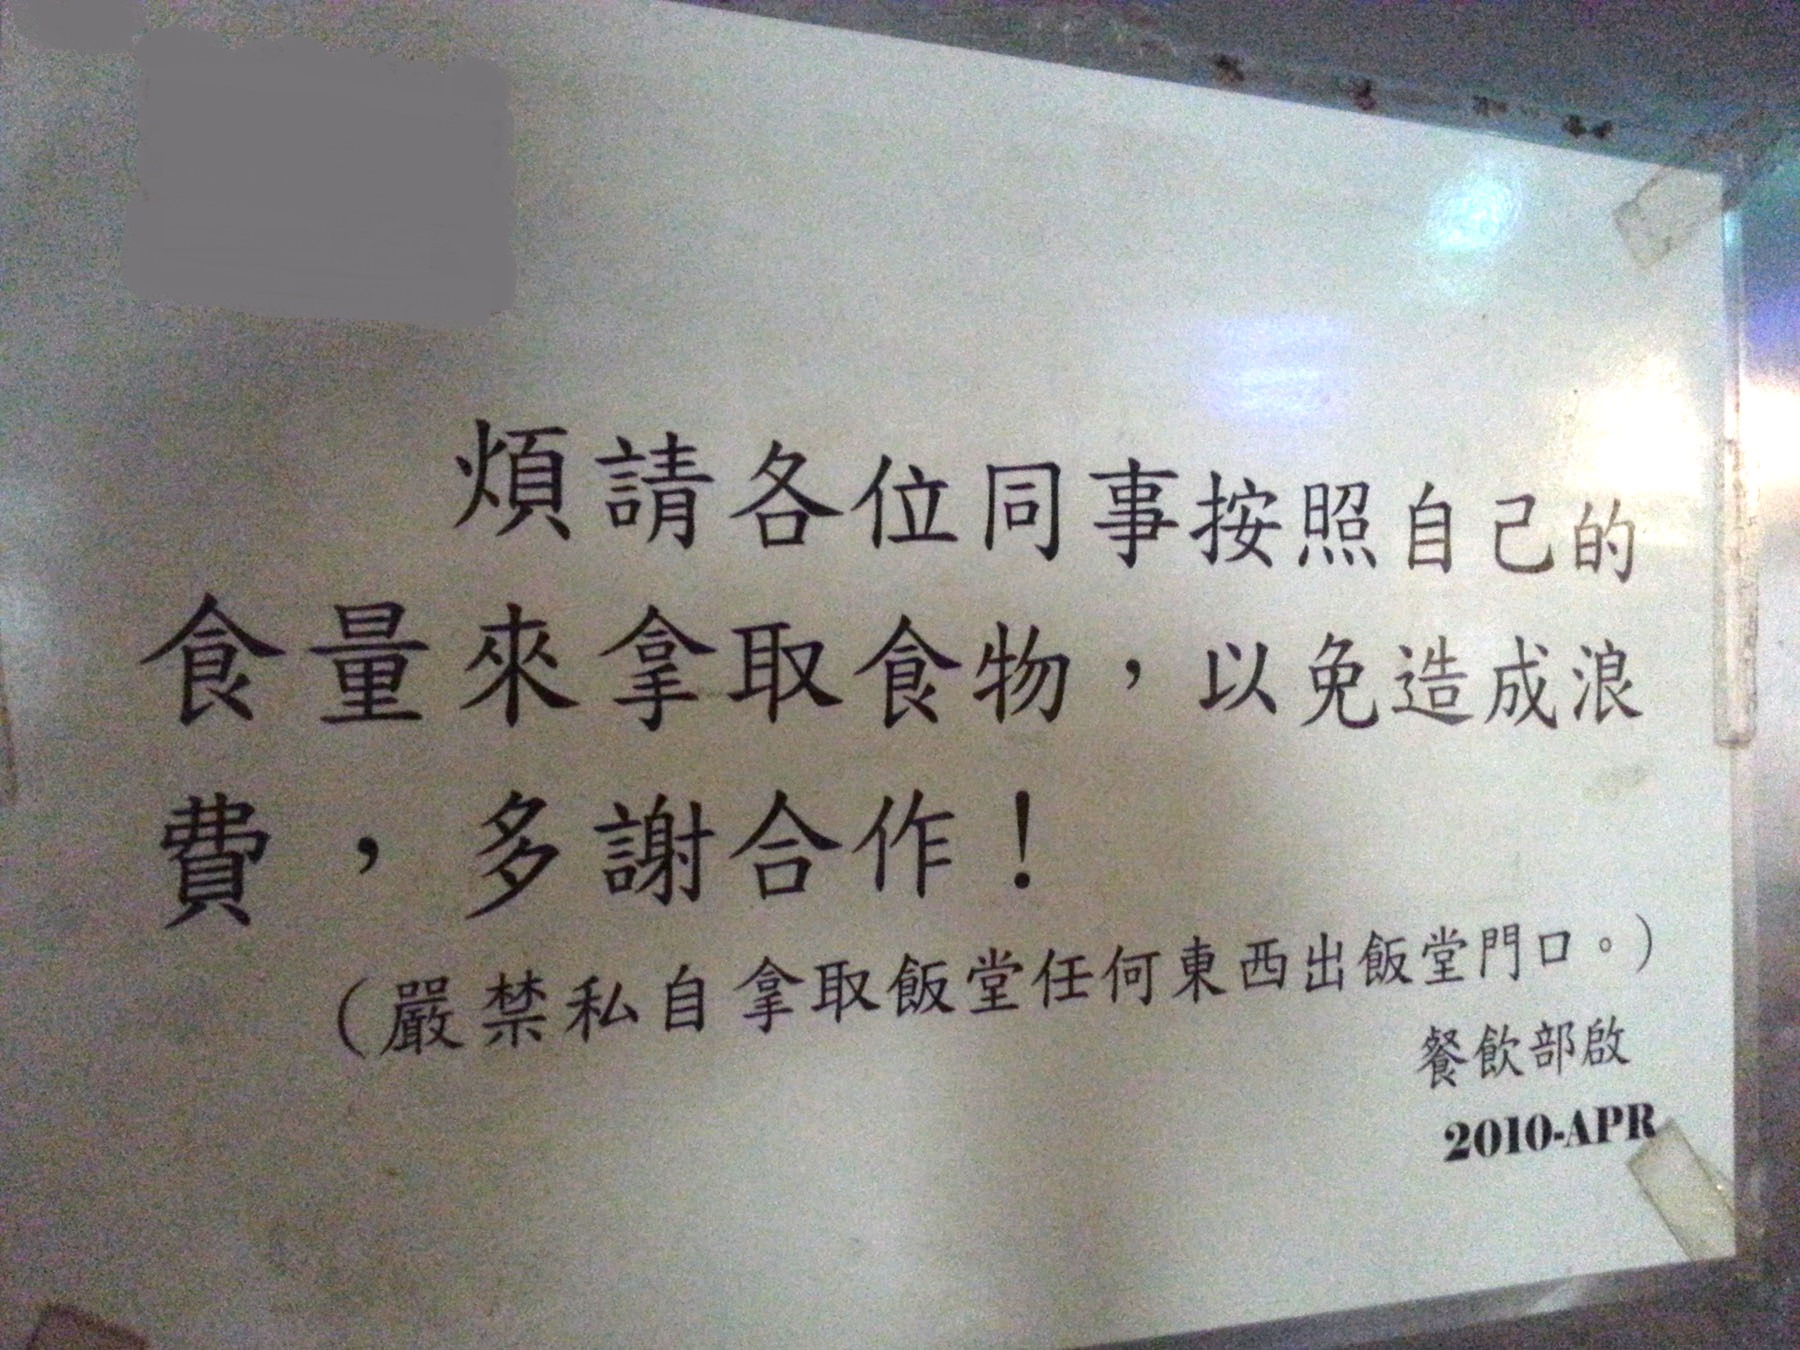 煩請各位同事按照自己的
食量來拿取食物，以免造成浪
費，多謝合作！
（嚴禁私自拿取飯堂任何東西出飯堂門口。）
餐飲部啟
2010-APR